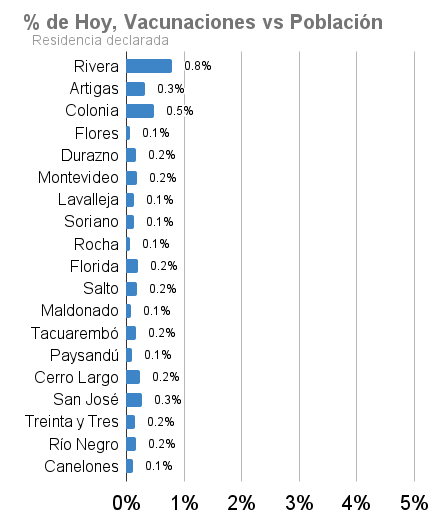 % de Hoy, Vacunaciones vs Población
Residencia declarada
Rivera 0.8%
Artigas 0.3%
Colonia 0.5%
Flores 0.1%
Durazno 0.2%
Montevideo 0.2%
Lavalleja 0.1%
Soriano 0.1%
Rocha 0.1%
Florida 0.2%
Salto 0.2%
Maldonado 0.1%
Tacuarembó 0.2%
Paysandú 0.1%
Cerro Largo 0.2%
San José 0.3%
Treinta y Tres 0.2%
Río Negro 0.2%
Canelones 0.1%
0% 1% 2% 3% 4% 5%